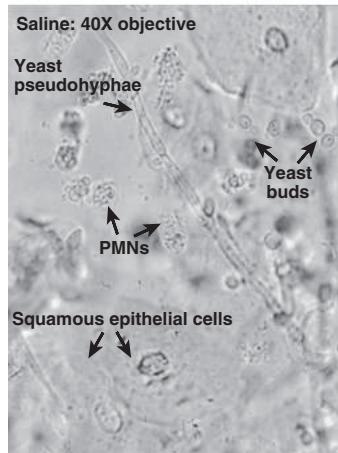 Saline: 40X objective
Yeast
pseudohyphae
Yeast
buds
PMNs
Squamous epithelial cells